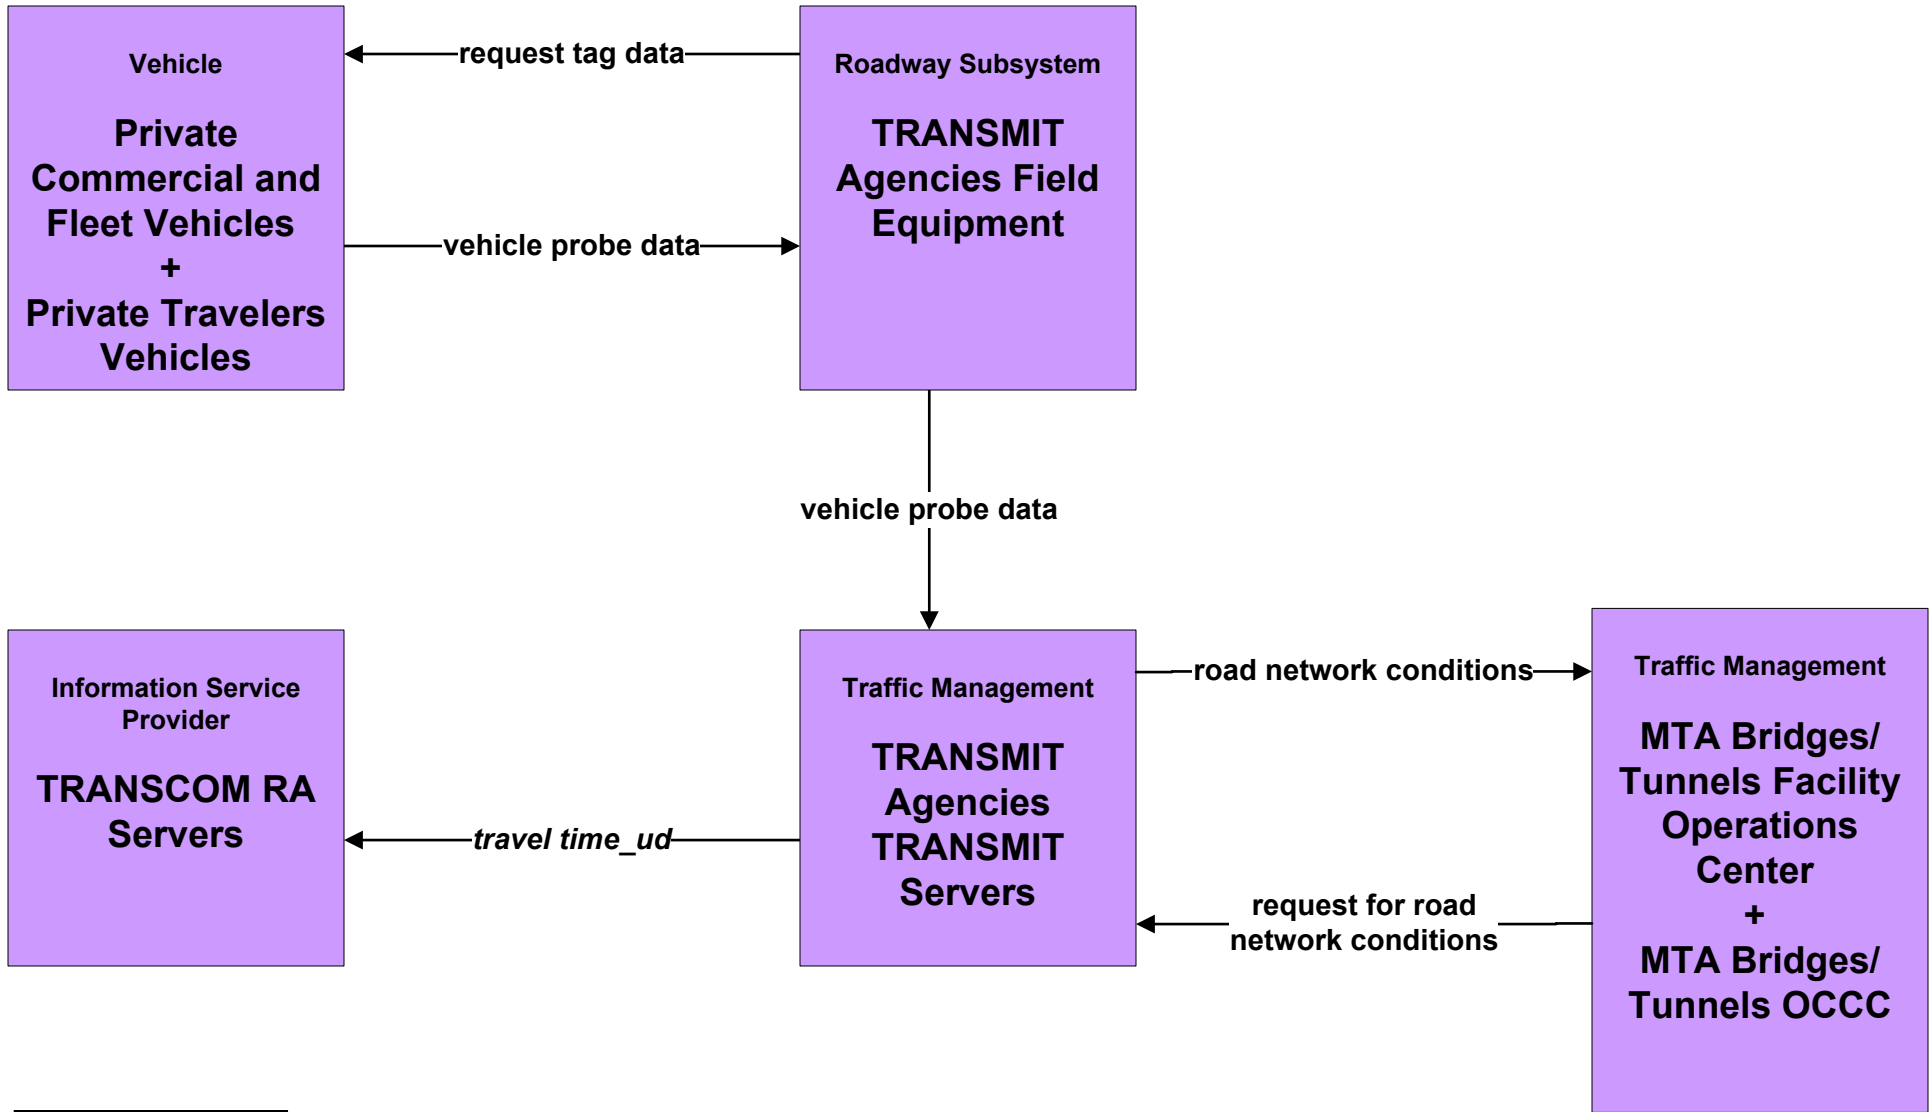 Vehicle
Private
Commercial and
Fleet Vehicles
+
Private Travelers
Vehicles
request tag data
vehicle probe data
Roadway Subsystem
TRANSMIT
Agencies Field
Equipment
vehicle probe data
Information Service
Provider
TRANSCOM RA
Servers
travel time_ud
Traffic Management
TRANSMIT
Agencies
TRANSMIT
Servers
road network conditions
request for road
network conditions
Traffic Management
MTA Bridges/
Tunnels Facility
Operations
Center
+
MTA Bridges/
Tunnels OCCC